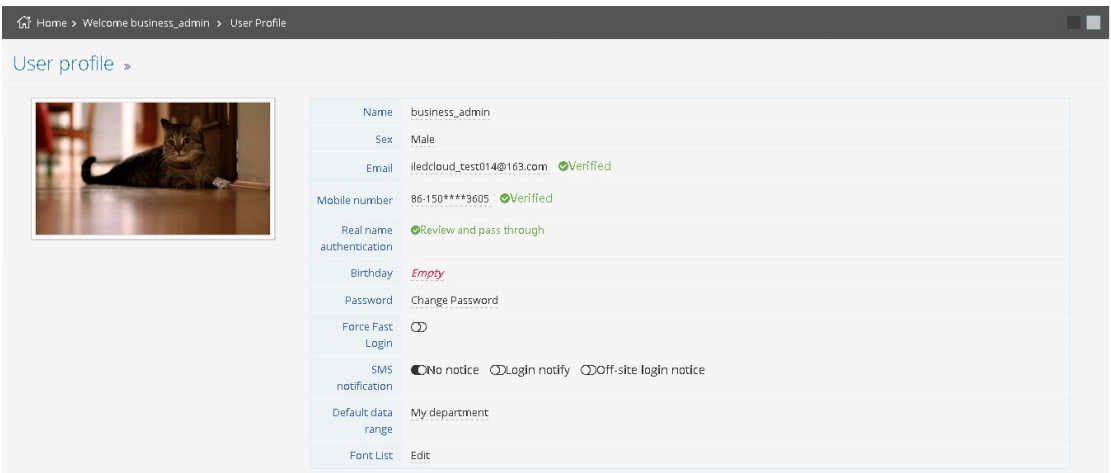 Home > Welcome business_admin > User Profile
User profile »
Name business_admin
Sex Male
Email iledcloud_test014@163.com Verified
Mobile number 86-150****3605 Verified
Real name
authentication Review and pass through
Birthday Empty
Password Change Password
Force Fast
Login
SMS
notification No notice Login notify Off-site login notice
Default data
range My department
Font List Edit